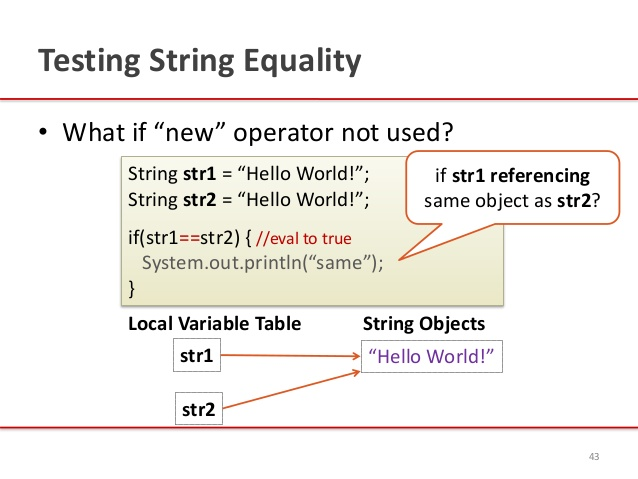 Testing String Equality
• What if “new” operator not used?
String str1 = “Hello World!”;
String str2 = “Hello World!”;
if(str1==str2) { //eval to true
System.out.println(“same”);
}
if str1 referencing
same object as str2?
Local Variable Table
String Objects
str1
“Hello World!”
str2
43